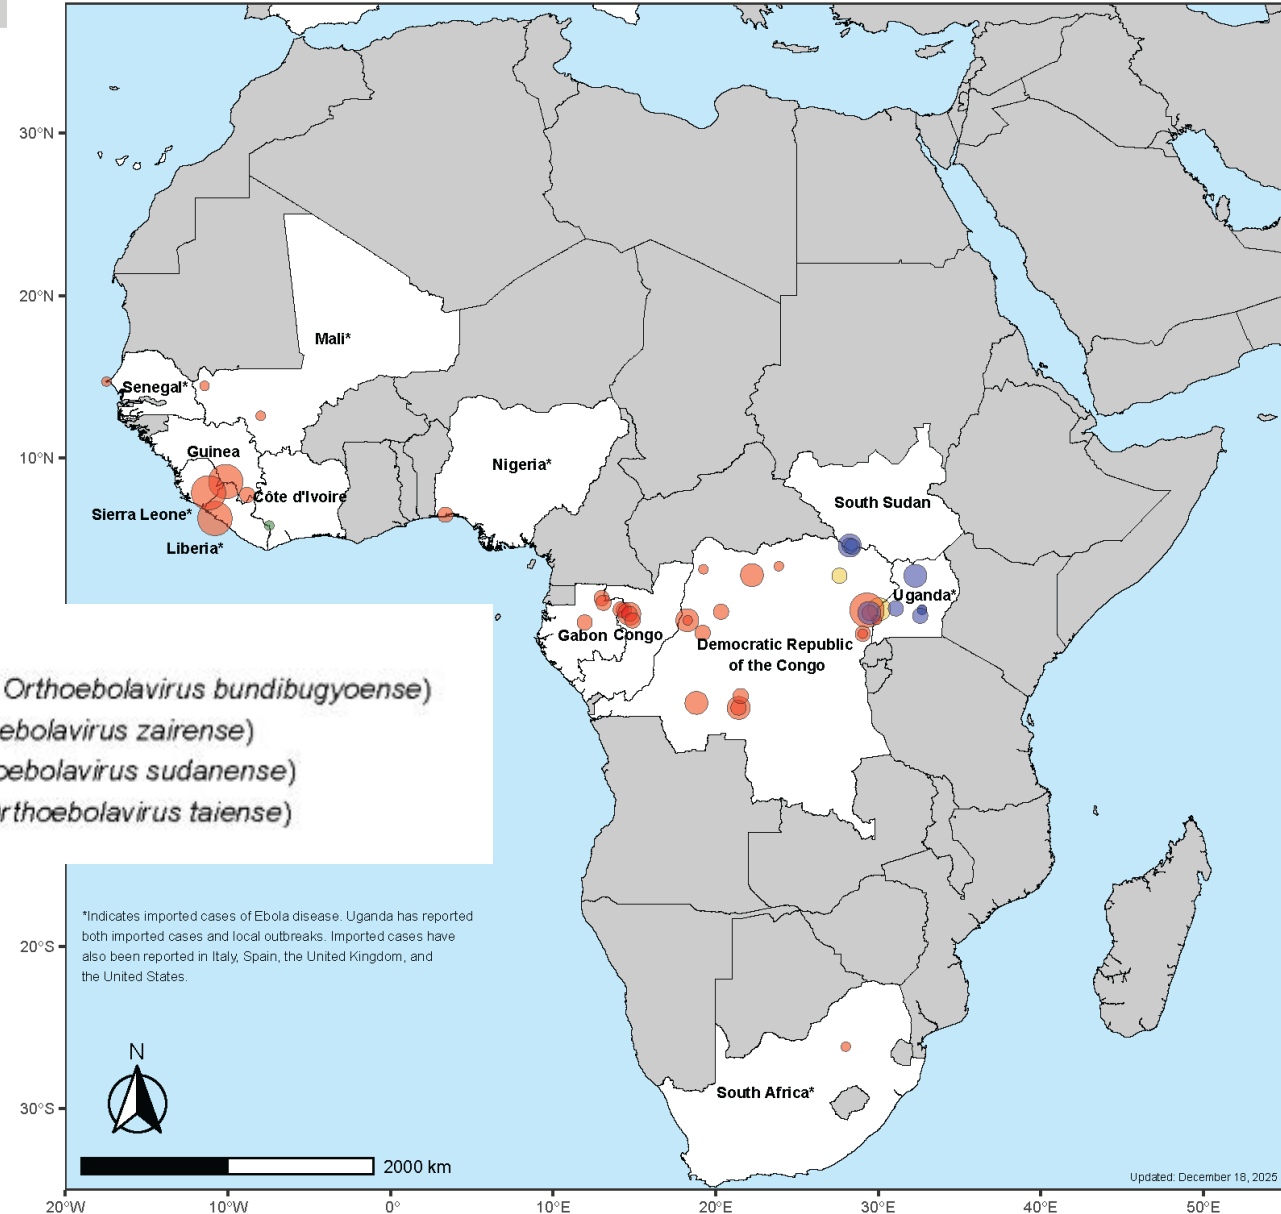 30°N
20°N
10°N
20°S
30°S
Mali*
Senegal*
Guinea
Nigeria*
Côte d'Ivoire
South Sudan
Sierra Leone*
Liberia*
Uganda*
Gabon Congo
Democratic Republic
of the Congo
Orthoebolavirus bundibugyoense)
ebolavirus zairense)
oebolavirus sudanense)
rthoebolavirus taiense)
*Indicates imported cases of Ebola disease. Uganda has reported
both imported cases and local outbreaks. Imported cases have
also been reported in Italy, Spain, the United Kingdom, and
the United States.
N
South Africa*
2000 km
Updated: December 18, 2025
20°W 10°W 0° 10°E 20°E 30°E 40°E 50°E